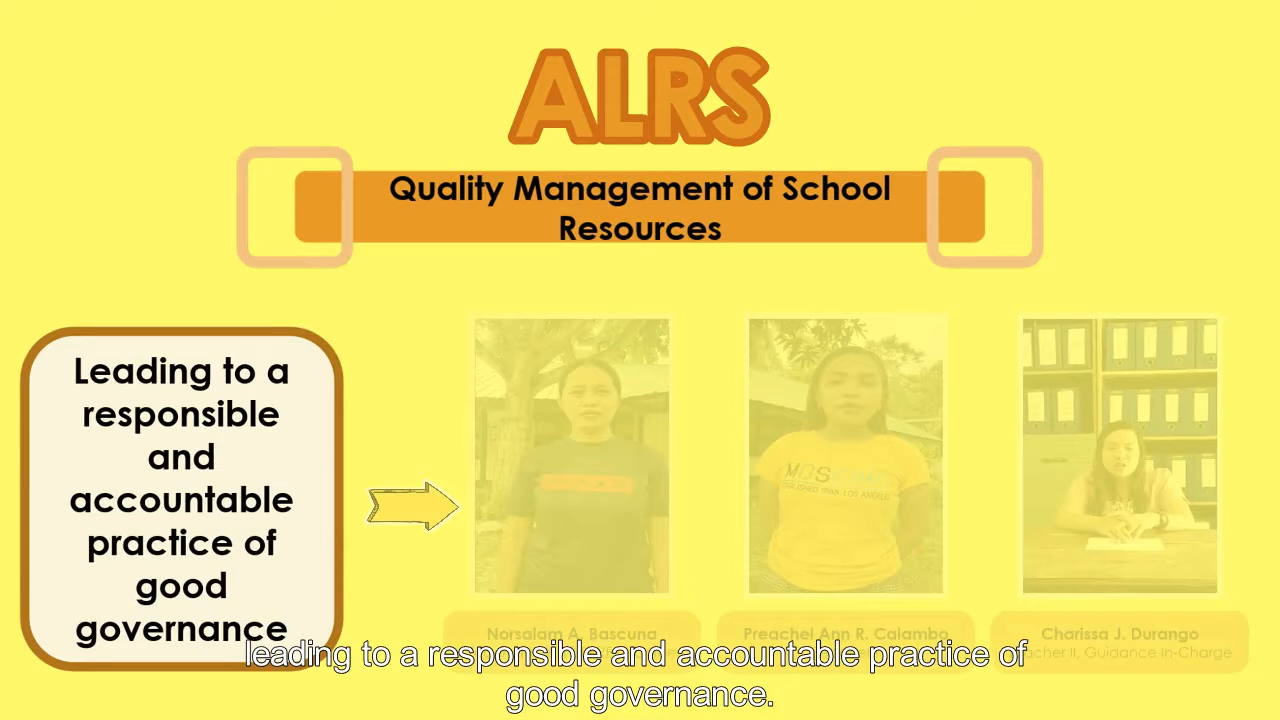 ALRS
Quality Management of School
Resources
Leading to a
responsible
and
accountable
practice of
good
governance
Norsalam A. Bascuna
Preachel Ann R. Calambo
Charissa J. Durango
II, Guidance In-Charge
leading to a responsible and accountable practice of
good governance.